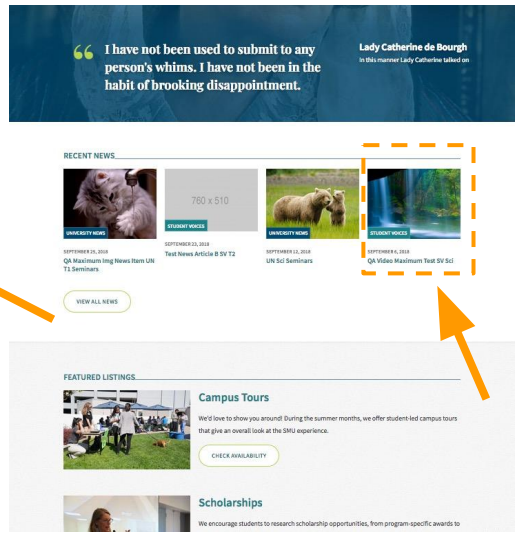 “ I have not been used to submit to any
person’s whims. I have not been in the
habit of brooking disappointment.
Lady Catherine de Bourgh
In this manner Lady Catherine talked on
RECENT NEWS
UNIVERSITY NEWS
SEPTEMBER 25, 2018
QA Maximum Img News Item UN
T1 Seminars
760 x 510
STUDENT VOICES
SEPTEMBER 23, 2018
Test News Article B SV T2
UNIVERSITY NEWS
SEPTEMBER 12, 2018
UN Sci Seminars
STUDENT VOICES
SEPTEMBER 6, 2018
QA Video Maximum Test SV Sci
VIEW ALL NEWS
FEATURED LISTINGS
Campus Tours
We'd love to show you around! During the summer months, we offer student-led campus tours
that give an overall look at the SMU experience.
CHECK AVAILABILITY
Scholarships
We encourage students to research scholarship opportunities, from program-specific awards to